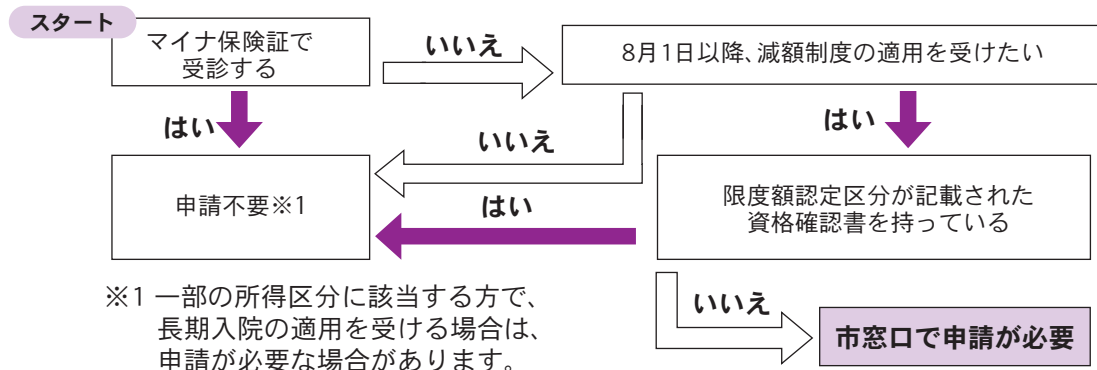 スタート
マイナ保険証で
受診する
いいえ
8月1日以降、減額制度の適用を受けたい
はい
はい
いいえ
申請不要※1
はい
限度額認定区分が記載された
資格確認書を持っている
※1 一部の所得区分に該当する方で、
長期入院の適用を受ける場合は、
申請が必要な場合があります。
いいえ
市窓口で申請が必要